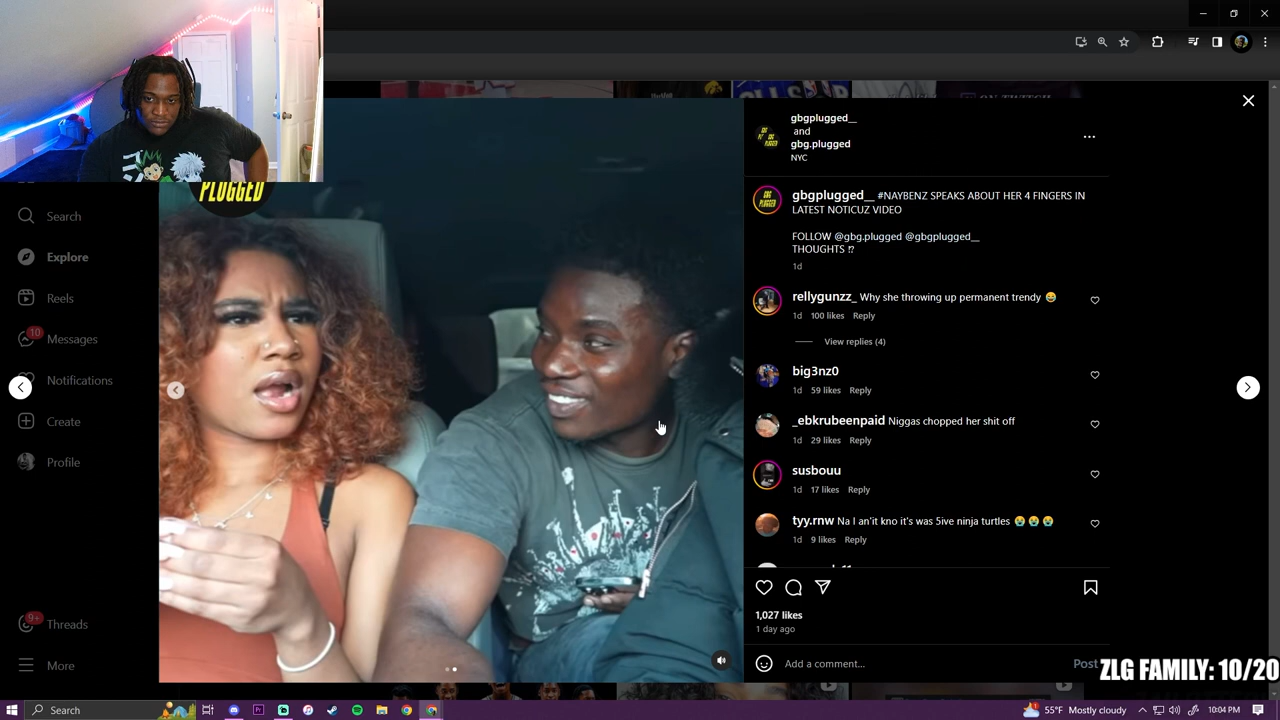 PLUGGED
Search
Explore
Reels
10
Messages
Notifications
Create
Profile
9+
Threads
More
gbgplugged__
and
gbg.plugged
NYC
gbgplugged__ #NAYBENZ SPEAKS ABOUT HER 4 FINGERS IN
LATEST NOTICUZ VIDEO
FOLLOW @gbg.plugged @gbgplugged__
THOUGHTS ⁉
1d
rellygunzz_ Why she throwing up permanent trendy 😅
1d 100 likes Reply
View replies (4)
big3nz0
1d 59 likes Reply
_ebkrubeenpaid Niggas chopped her shit off
1d 29 likes Reply
susbouu
1d 17 likes Reply
tyy.rnw Na I an'it kno it's was 5ive ninja turtles 😭 😭 😭
1d 9 likes Reply
1,027 likes
1 day ago
Add a comment...
Post
ZLG FAMILY: 10/20
Search
55°F Mostly cloudy
10:04 PM